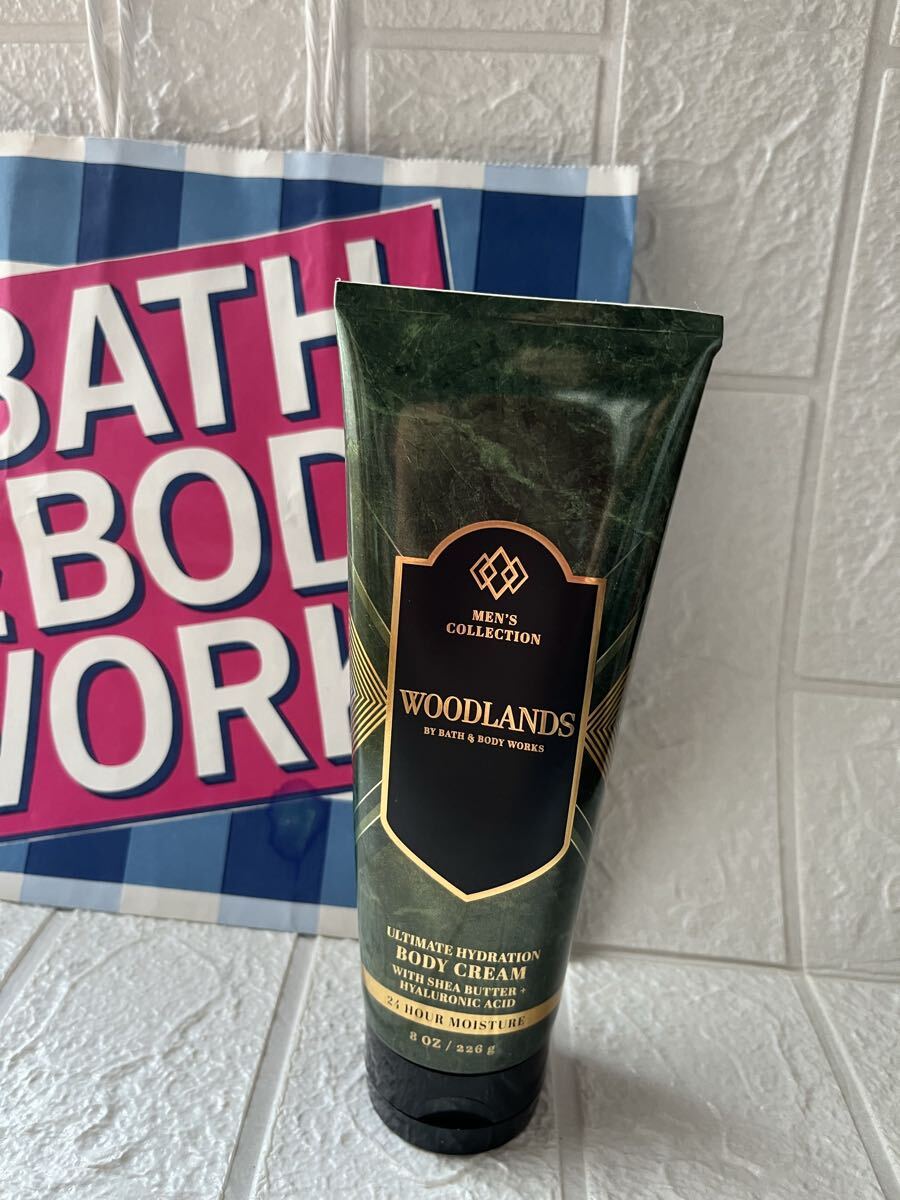 BATH
& BOD
WORK
MEN'S
COLLECTION
WOODLANDS
BY BATH & BODY WORKS
ULTIMATE HYDRATION
BODY CREAM
WITH SHEA BUTTER +
HYALURONIC ACID
24 HOUR MOISTURE
8 OZ / 226 g